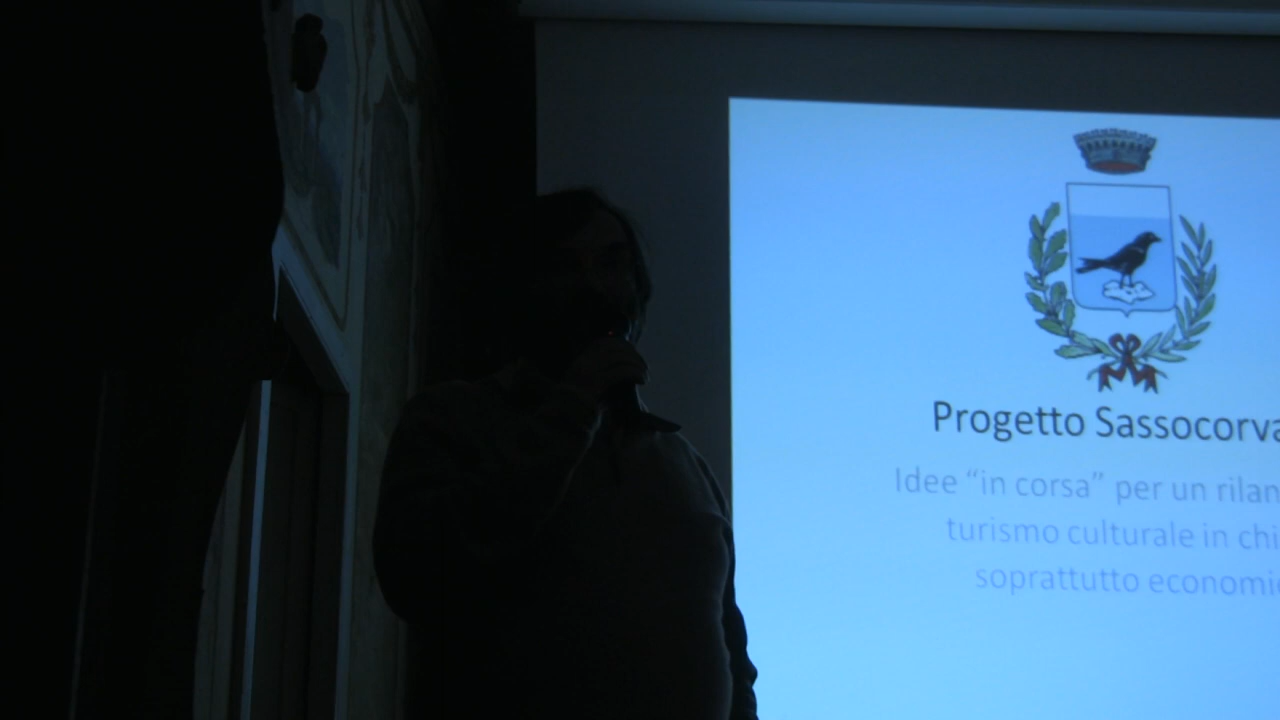 Progetto Sassocorva
Idee “in corsa” per un rilan
turismo culturale in chi
soprattutto economic